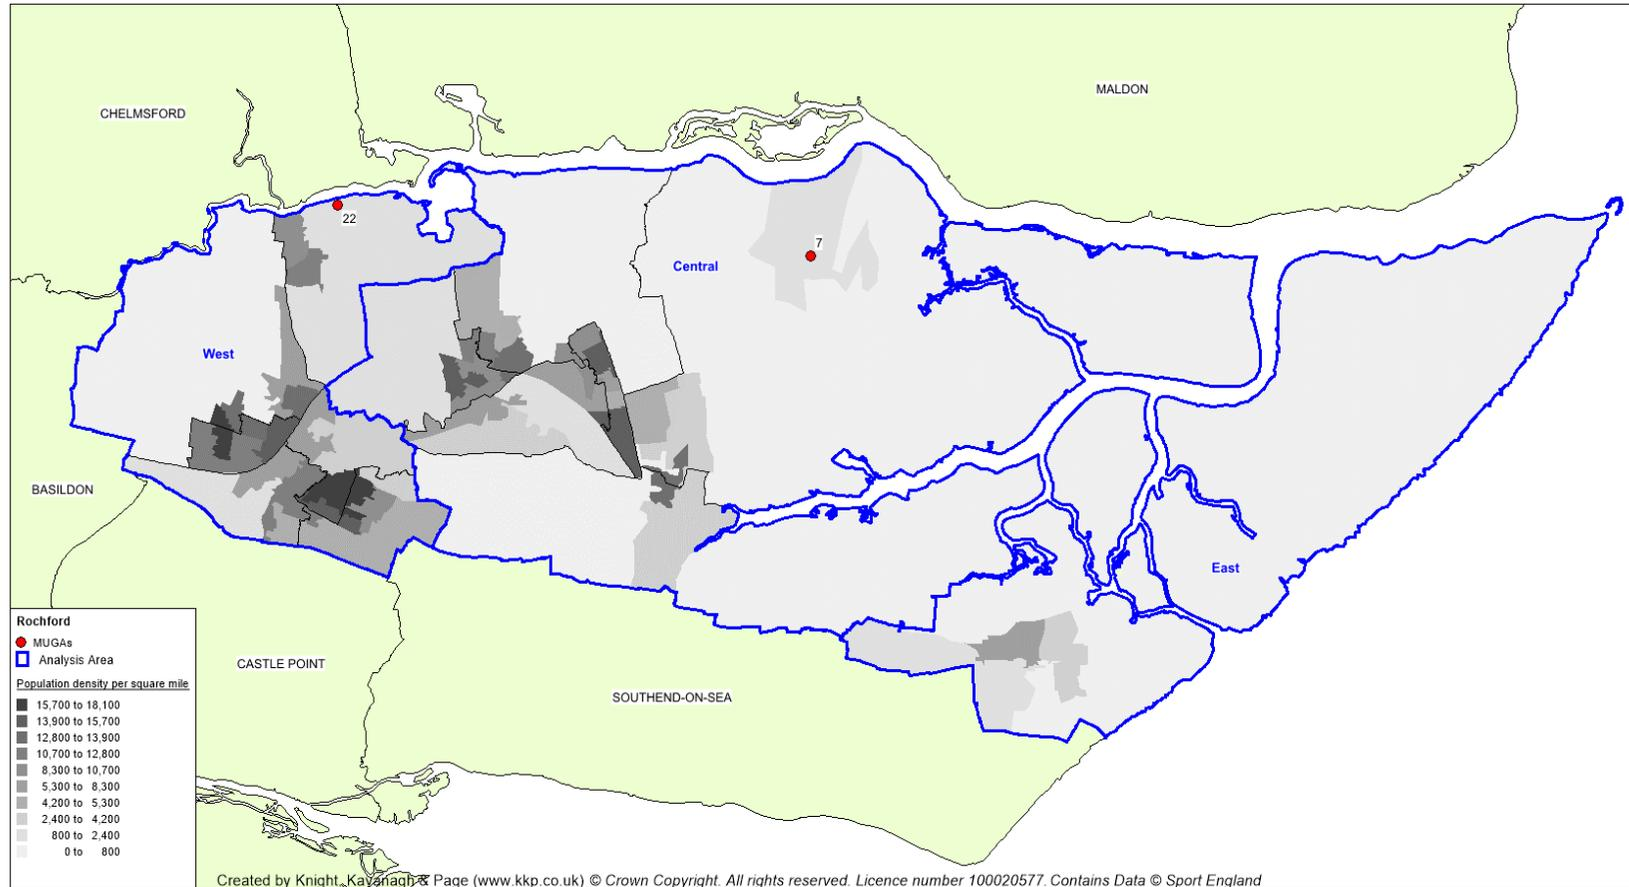 MALDON
CHELMSFORD
22
7
Central
West
BASILDON
East
CASTLE POINT
SOUTHEND-ON-SEA
Rochford
MUGAs
Analysis Area
Population density per square mile
15,700 to 18,100
13,900 to 15,700
12,800 to 13,900
10,700 to 12,800
8,300 to 10,700
5,300 to 8,300
4,200 to 5,300
2,400 to 4,200
800 to 2,400
0 to 800
Created by Knight, Kavanagh & Page (www.kkp.co.uk) © Crown Copyright. All rights reserved. Licence number 100020577. Contains Data © Sport England